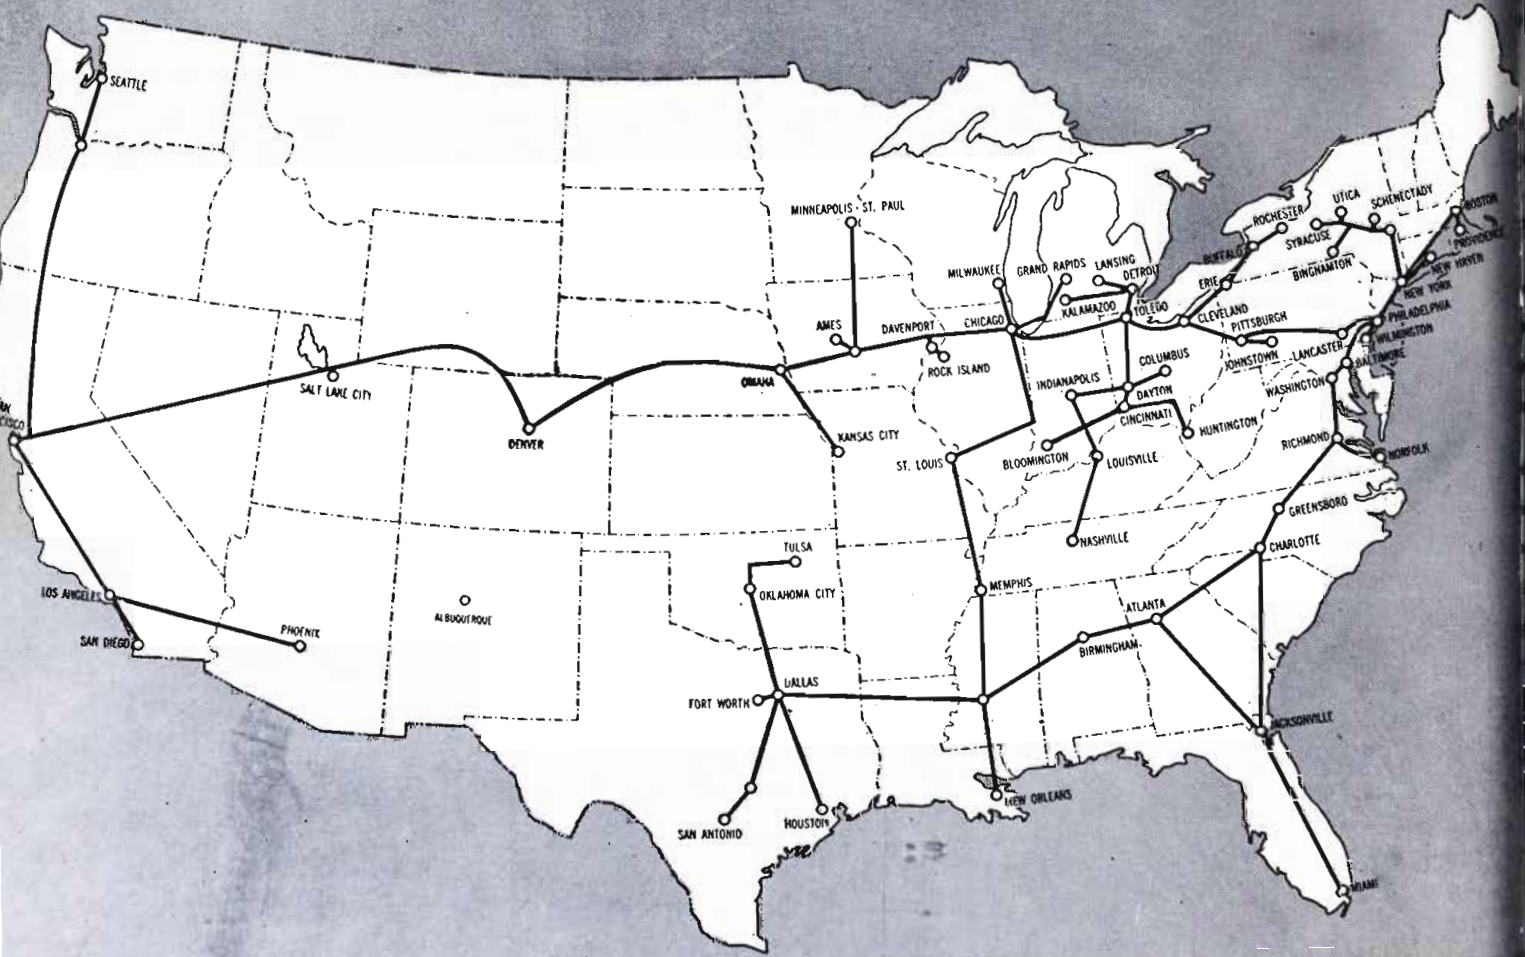 SEATTLE
MINNEAPOLIS - ST. PAUL
UTICA
SCHENECTADY
ROCHESTER
BOSTON
SYRACUSE
PROVIDENCE
BUFFALO
BINGHAMTON
NEW HAVEN
MILWAUKEE
GRAND RAPIDS
LANSING
DETROIT
ERIE
NEW YORK
KALAMAZOO
TOLEDO
CLEVELAND
PHILADELPHIA
AMES
DAVENPORT
CHICAGO
PITTSBURGH
WILMINGTON
JOHNSTOWN
LANCASTER
BALTIMORE
ROCK ISLAND
COLUMBUS
SALT LAKE CITY
OMAHA
INDIANAPOLIS
DAYTON
WASHINGTON
CINCINNATI
HUNTINGTON
DENVER
KANSAS CITY
RICHMOND
ST. LOUIS
BLOOMINGTON
LOUISVILLE
NORFOLK
GREENSBORO
NASHVILLE
CHARLOTTE
TULSA
MEMPHIS
LOS ANGELES
OKLAHOMA CITY
ATLANTA
ALBUQUERQUE
PHOENIX
SAN DIEGO
BIRMINGHAM
DALLAS
FORT WORTH
JACKSONVILLE
NEW ORLEANS
SAN ANTONIO
HOUSTON
MIAMI